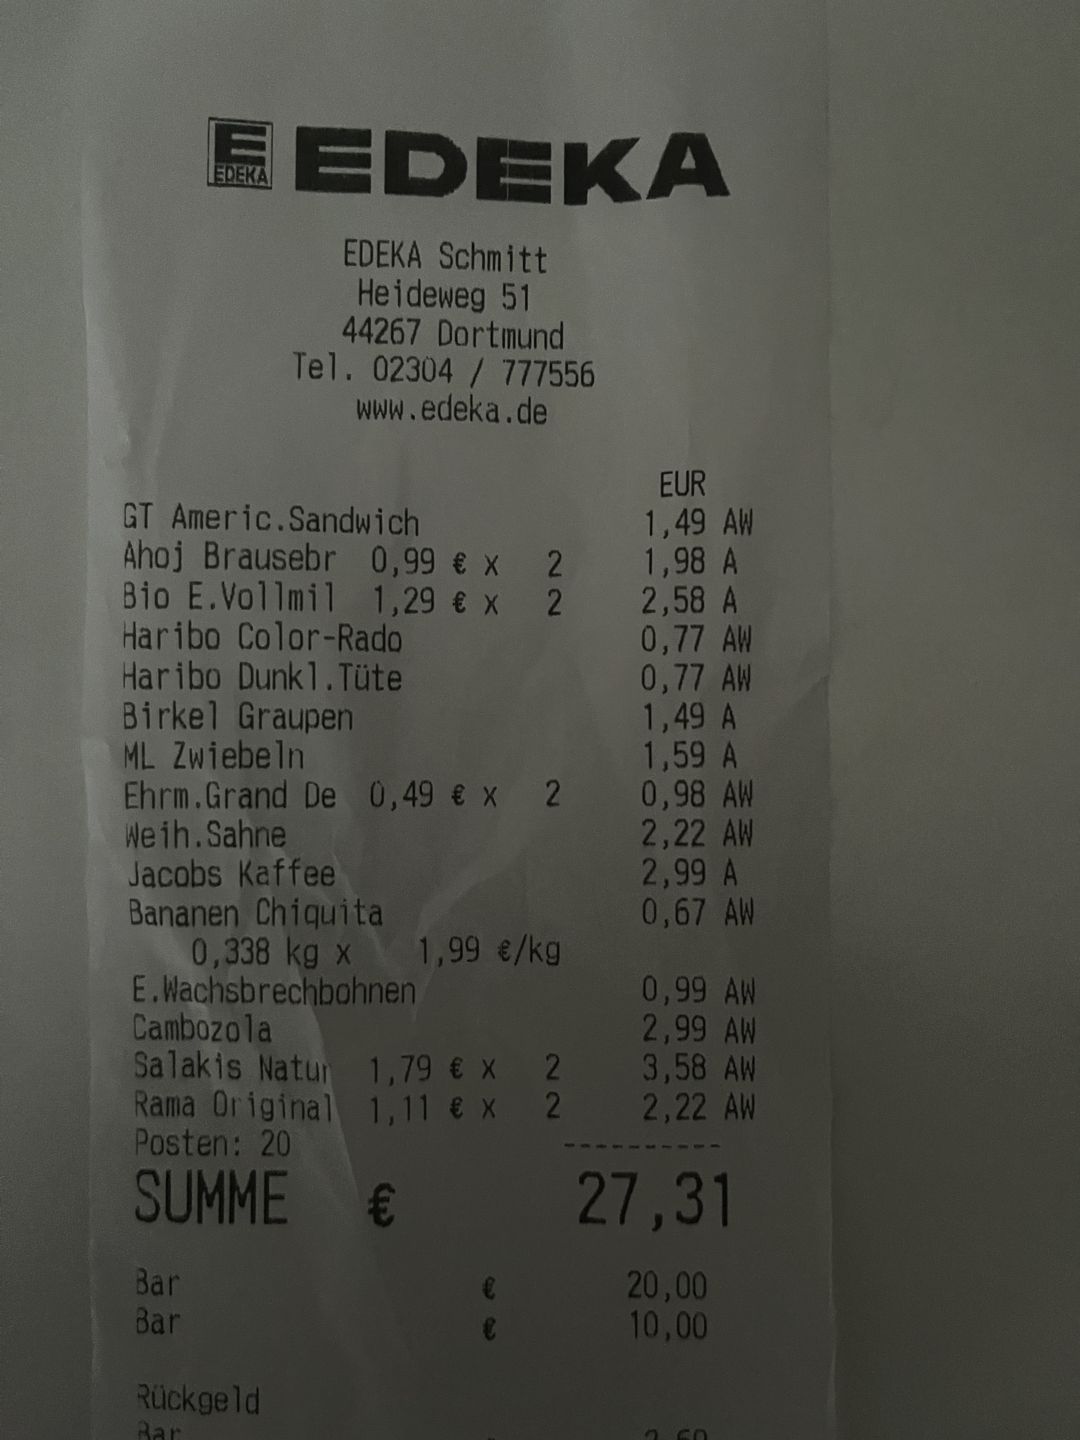 EDEKA
EDEKA
EDEKA Schmitt
Heideweg 51
44267 Dortmund
Tel. 02304 / 777556
www.edeka.de
EUR
GT Americ.Sandwich 1,49 AW
Ahoj Brausebr 0,99 € x 2 1,98 A
Bio E.Vollmil 1,29 € x 2 2,58 A
Haribo Color-Rado 0,77 AW
Haribo Dunkl.Tüte 0,77 AW
Birkel Graupen 1,49 A
ML Zwiebeln 1,59 A
Ehrm.Grand De 0,49 € x 2 0,98 AW
Weih.Sahne 2,22 AW
Jacobs Kaffee 2,99 A
Bananen Chiquita 0,67 AW
0,338 kg x 1,99 €/kg
E.Wachsbrechbohnen 0,99 AW
Cambozola 2,99 AW
Salakis Natur 1,79 € x 2 3,58 AW
Rama Original 1,11 € x 2 2,22 AW
Posten: 20 ---------
SUMME € 27,31
Bar € 20,00
Bar € 10,00
Rückgeld
Bar